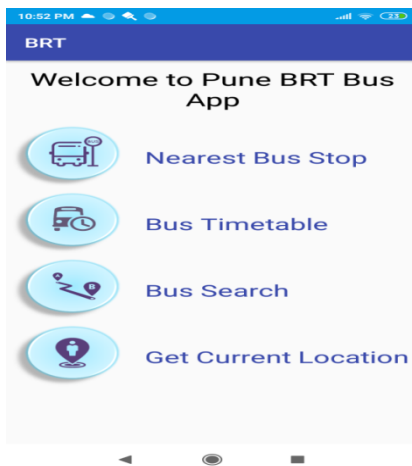 10:52 PM 23
BRT
Welcome to Pune BRT Bus
App
Nearest Bus Stop
Bus Timetable
Bus Search
Get Current Location